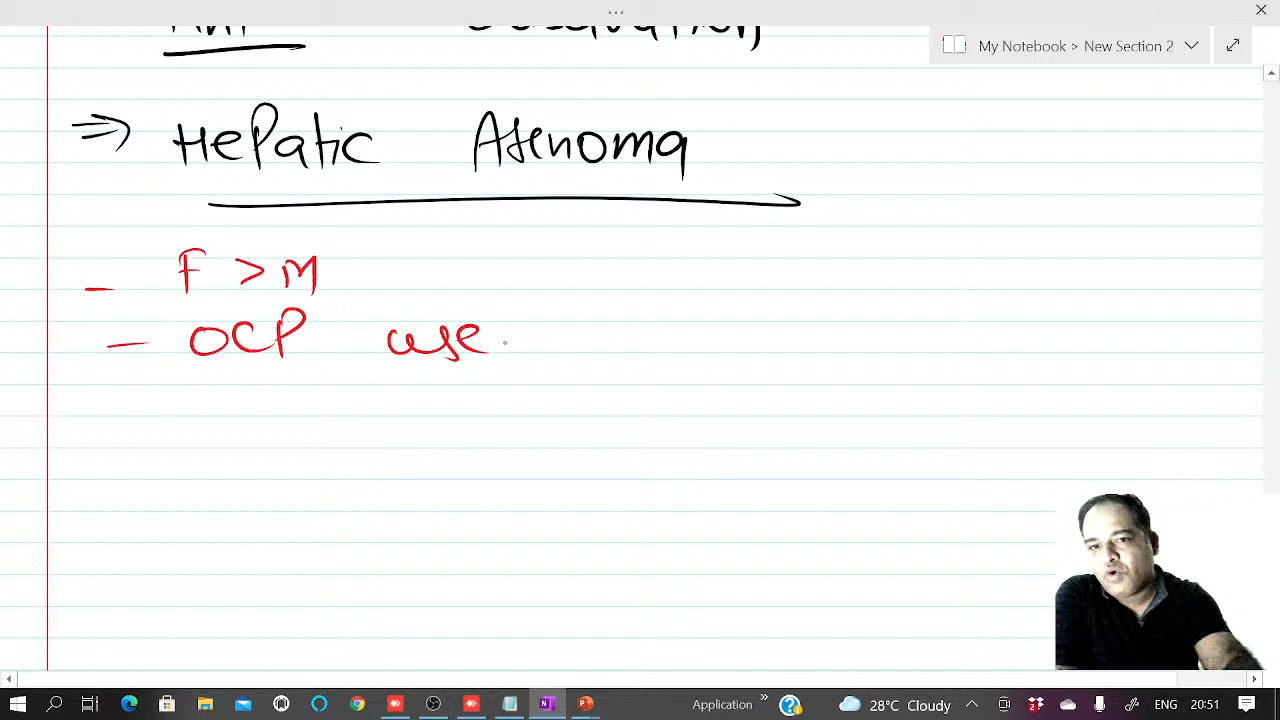 My Notebook > New Section 2
⇒ Hepatic Adenoma
- F > M
- OCP use
Application
28°C Cloudy
ENG
20:51